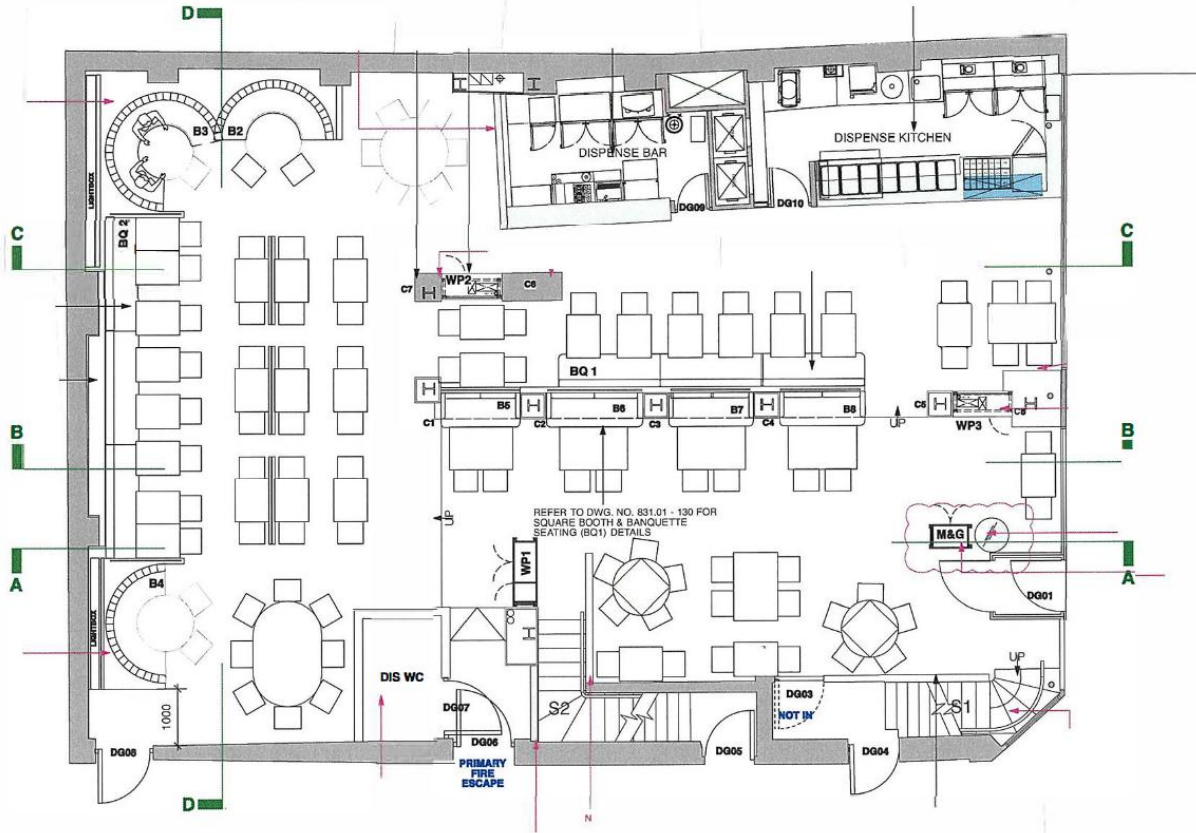 D
B3
B2
DISPENSE BAR
DISPENSE KITCHEN
LIGHTBOX
DG09
DG10
C
BQ 2
C
C7
H
WP2
C6
BQ 1
H
C1
B5
H
C2
B6
H
C3
B7
H
C4
B8
C5
H
H
WP3
UP
B
B
UP
REFER TO DWG. NO. 831.01 - 130 FOR
SQUARE BOOTH & BANQUETTE
SEATING (BQ1) DETAILS
M&G
A
A
WP1
B4
DG01
LIGHTBOX
H
UP
DIS WC
1000
DG07
S2
DG03
NOT IN
S1
DG08
DG06
DG05
DG04
PRIMARY
FIRE
ESCAPE
D
N